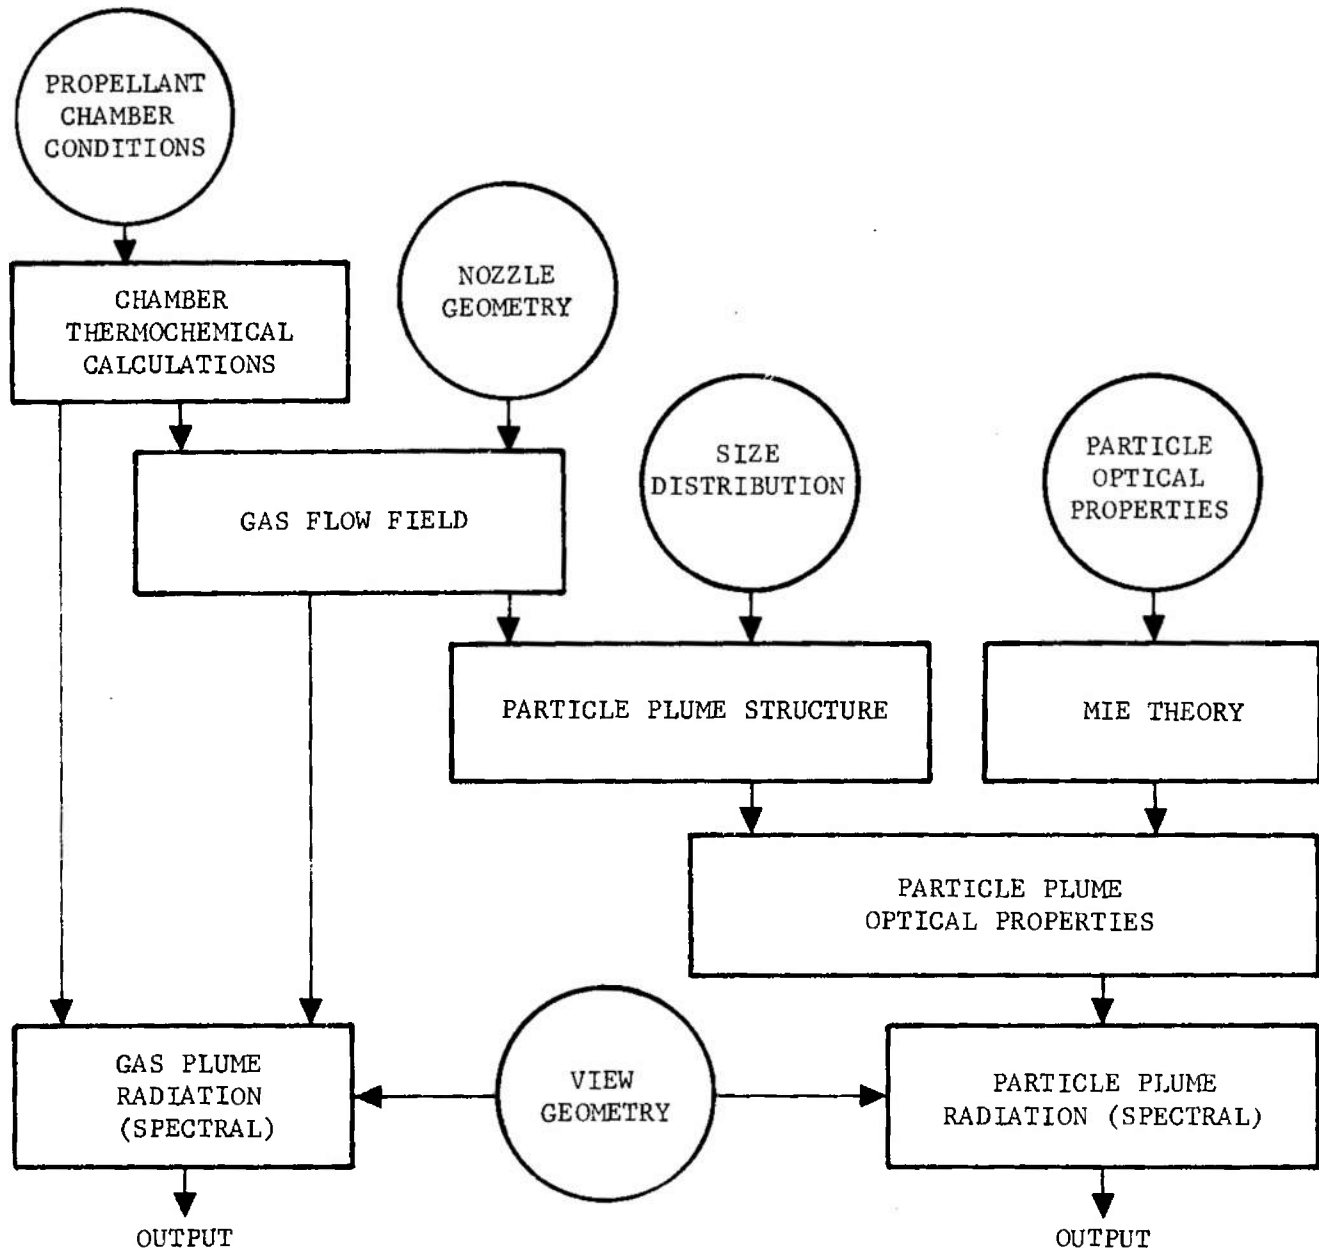 PROPELLANT
CHAMBER
CONDITIONS
CHAMBER
THERMOCHEMICAL
CALCULATIONS
NOZZLE
GEOMETRY
GAS FLOW FIELD
SIZE
DISTRIBUTION
PARTICLE
OPTICAL
PROPERTIES
PARTICLE PLUME STRUCTURE
MIE THEORY
PARTICLE PLUME
OPTICAL PROPERTIES
GAS PLUME
RADIATION
(SPECTRAL)
VIEW
GEOMETRY
PARTICLE PLUME
RADIATION (SPECTRAL)
OUTPUT
OUTPUT